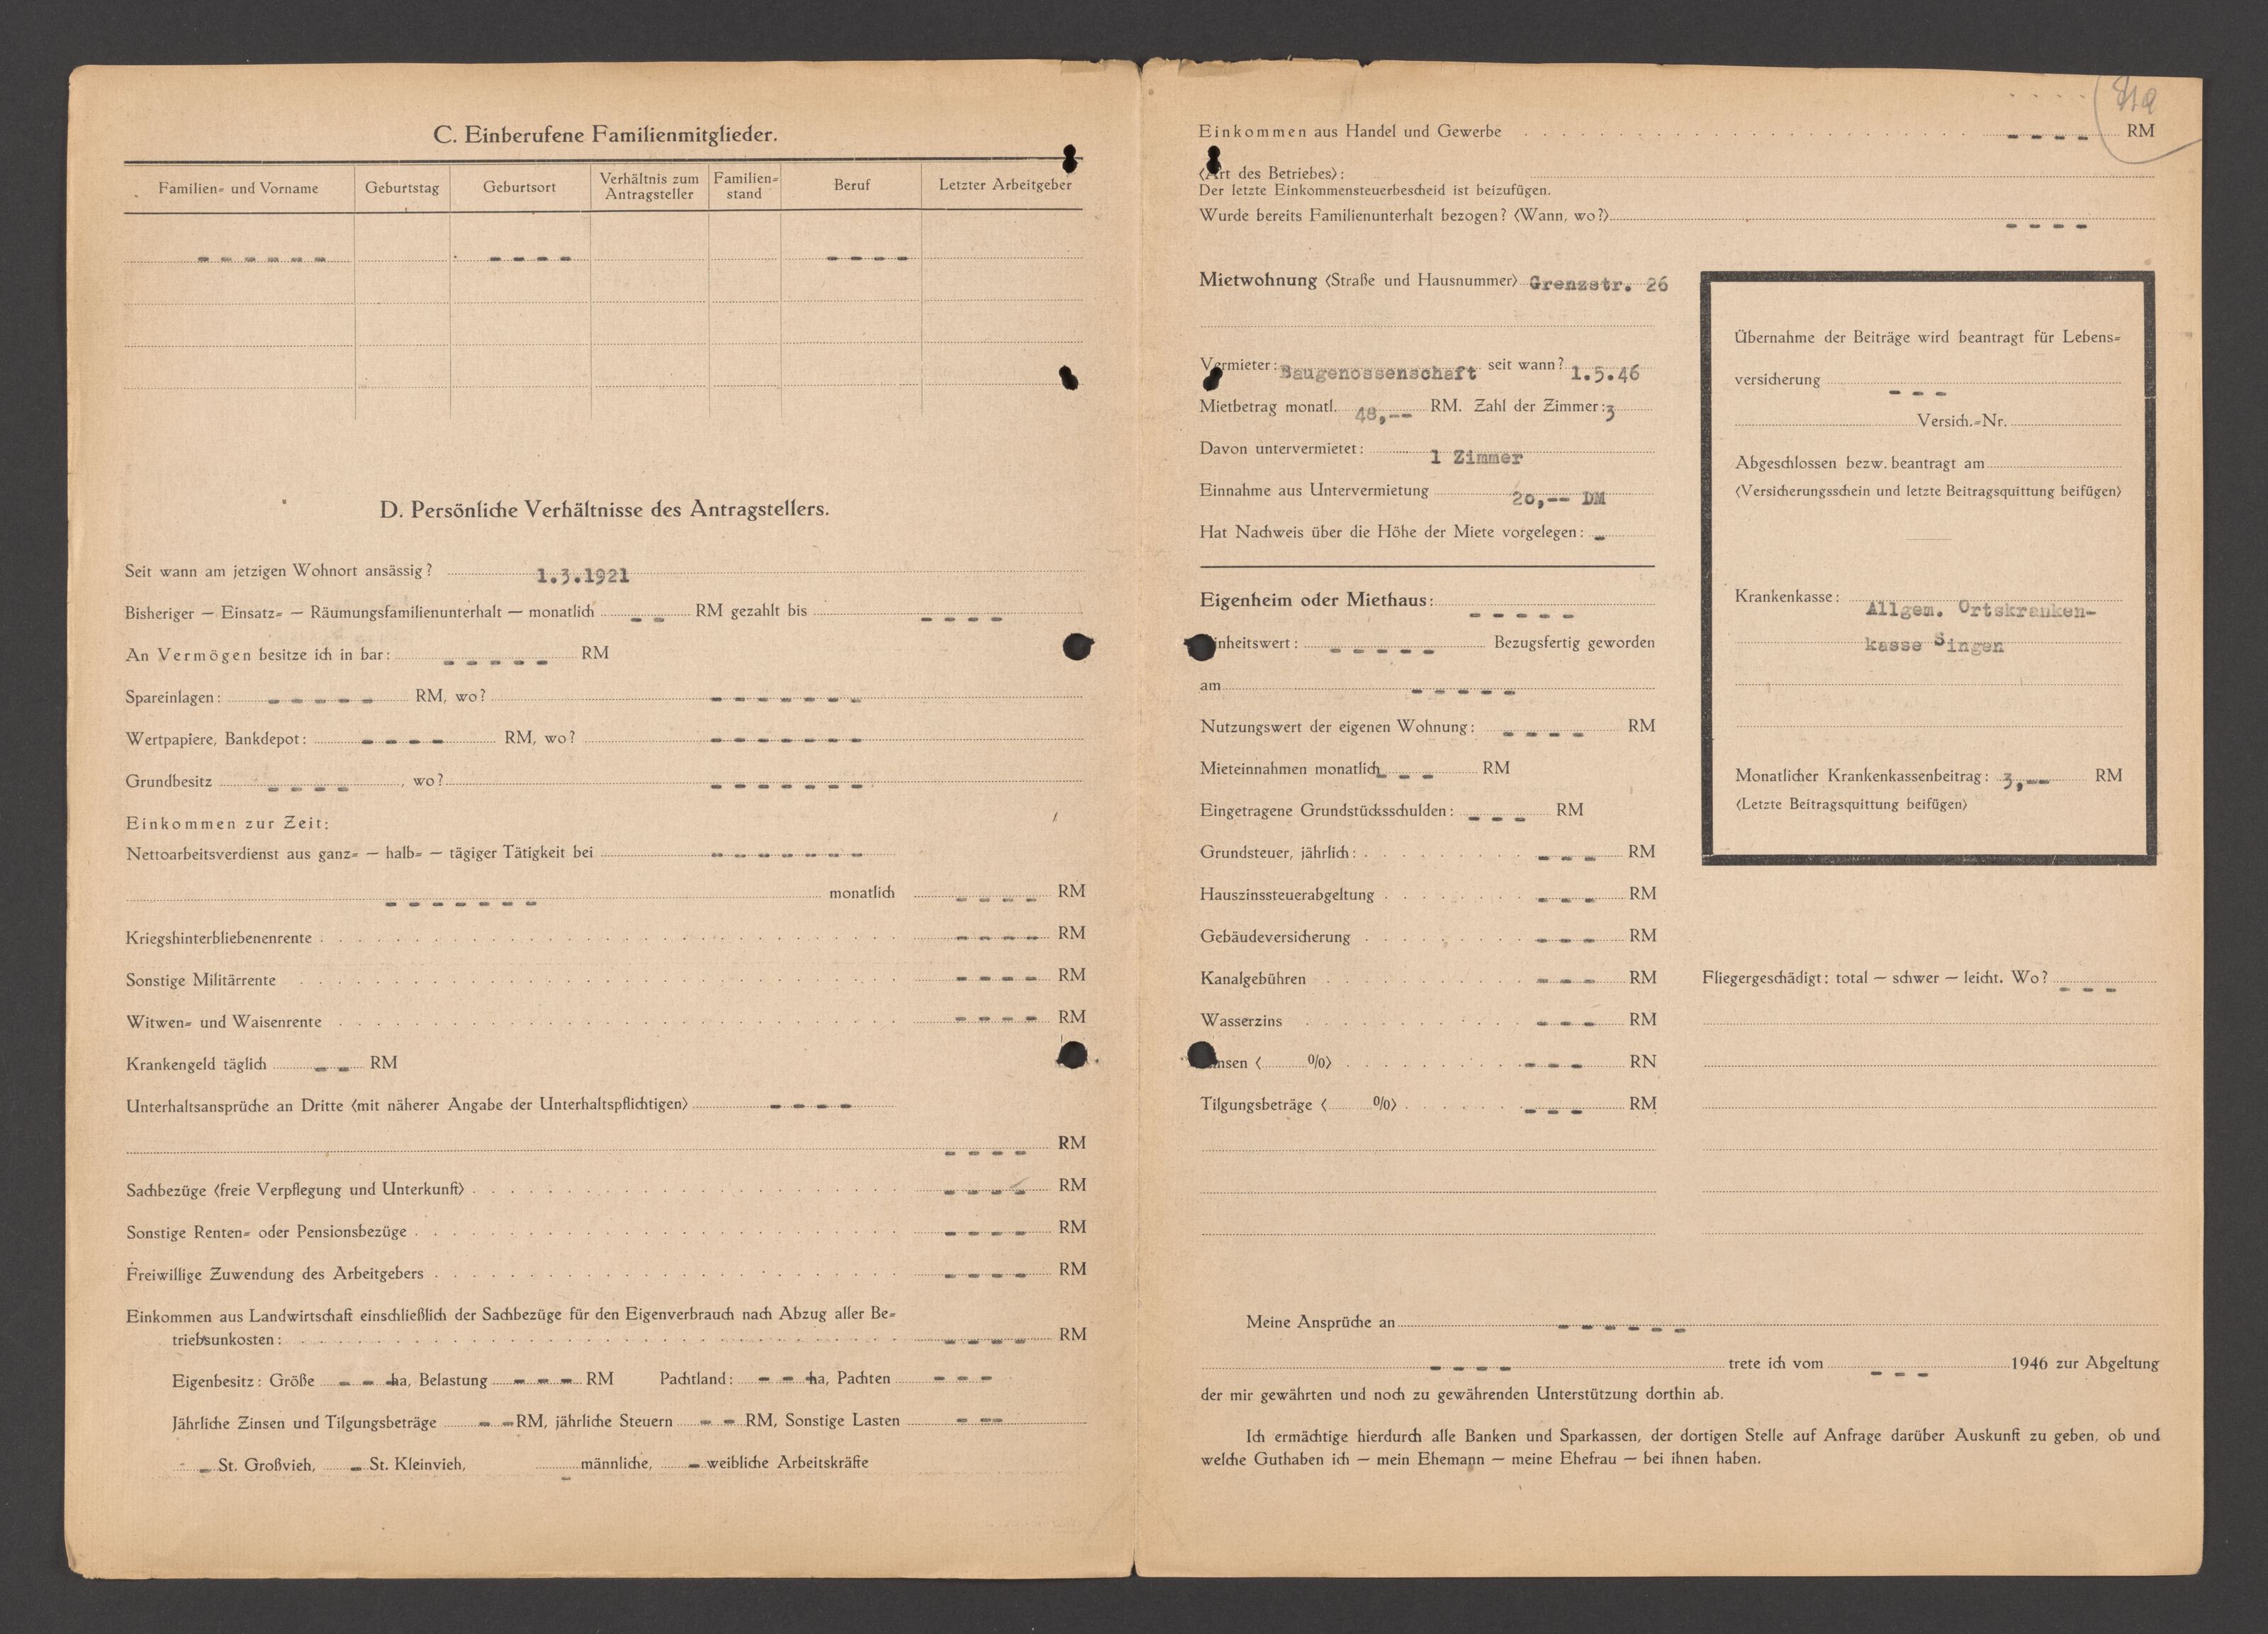 C. Einberufene Familienmitglieder.
Familien= und Vorname Geburtstag Geburtsort Verhältnis zum Antragsteller Familien=stand Beruf Letzter Arbeitgeber
- - - - - - - - - - - - - -
D. Persönliche Verhältnisse des Antragstellers.
Seit wann am jetzigen Wohnort ansässig? 1.3.1921
Bisheriger — Einsatz= — Räumungsfamilienunterhalt — monatlich - - RM gezahlt bis - - - -
An Vermögen besitze ich in bar: - - - - - RM
Spareinlagen: - - - - - RM, wo? - - - - - - -
Wertpapiere, Bankdepot: - - - - RM, wo? - - - - - - -
Grundbesitz - - - - , wo? - - - - - - -
Einkommen zur Zeit:
Nettoarbeitsverdienst aus ganz= — halb= — tägiger Tätigkeit bei - - - - - - -
- - - - - - - monatlich - - - - RM
Kriegshinterbliebenenrente - - - - RM
Sonstige Militärrente - - - - RM
Witwen= und Waisenrente - - - - RM
Krankengeld täglich - - RM
Unterhaltsansprüche an Dritte (mit näherer Angabe der Unterhaltspflichtigen) - - - -
- - - - RM
Sachbezüge (freie Verpflegung und Unterkunft) - - - - RM
Sonstige Renten= oder Pensionsbezüge - - - - RM
Freiwillige Zuwendung des Arbeitgebers - - - - RM
Einkommen aus Landwirtschaft einschließlich der Sachbezüge für den Eigenverbrauch nach Abzug aller Be=
triebsunkosten: - - - - RM
Eigenbesitz: Größe - - - ha, Belastung - - - RM Pachtland: - - - ha, Pachten - - -
Jährliche Zinsen und Tilgungsbeträge - - RM, jährliche Steuern - - RM, Sonstige Lasten - - -
- St. Großvieh, - St. Kleinvieh, - männliche, - weibliche Arbeitskräfte
Einkommen aus Handel und Gewerbe - - - - RM
(Art des Betriebes):
Der letzte Einkommensteuerbescheid ist beizufügen.
Wurde bereits Familienunterhalt bezogen? (Wann, wo?) - - - -
Mietwohnung (Straße und Hausnummer) Grenzstr. 26
Vermieter: Baugenossenschaft seit wann? 1.5.46
Mietbetrag monatl. 48,-- RM. Zahl der Zimmer: 3
Davon untervermietet: 1 Zimmer
Einnahme aus Untervermietung 20,-- DM
Hat Nachweis über die Höhe der Miete vorgelegen: -
Eigenheim oder Miethaus: - - - - -
inheitswert: - - - - - Bezugsfertig geworden
am - - - - -
Nutzungswert der eigenen Wohnung: - - - - RM
Mieteinnahmen monatlich - - - RM
Eingetragene Grundstücksschulden: - - - RM
Grundsteuer, jährlich: - - - RM
Hauszinssteuerabgeltung - - - RM
Gebäudeversicherung - - - RM
Kanalgebühren - - - RM
Wasserzins - - - RM
nsen ( %) - - - RN
Tilgungsbeträge ( %) - - - RM
Übernahme der Beiträge wird beantragt für Lebens=
versicherung - - -
Versich.=Nr.
Abgeschlossen bezw. beantragt am
(Versicherungsschein und letzte Beitragsquittung beifügen)
Krankenkasse: Allgem. Ortskranken-
kasse Singen
Monatlicher Krankenkassenbeitrag: 3,-- RM
(Letzte Beitragsquittung beifügen)
Fliegergeschädigt: total — schwer — leicht. Wo? - - -
Meine Ansprüche an - - - - - -
- - - - trete ich vom - - - 1946 zur Abgeltung
der mir gewährten und noch zu gewährenden Unterstützung dorthin ab.
Ich ermächtige hierdurch alle Banken und Sparkassen, der dortigen Stelle auf Anfrage darüber Auskunft zu geben, ob und
welche Guthaben ich — mein Ehemann — meine Ehefrau — bei ihnen haben.